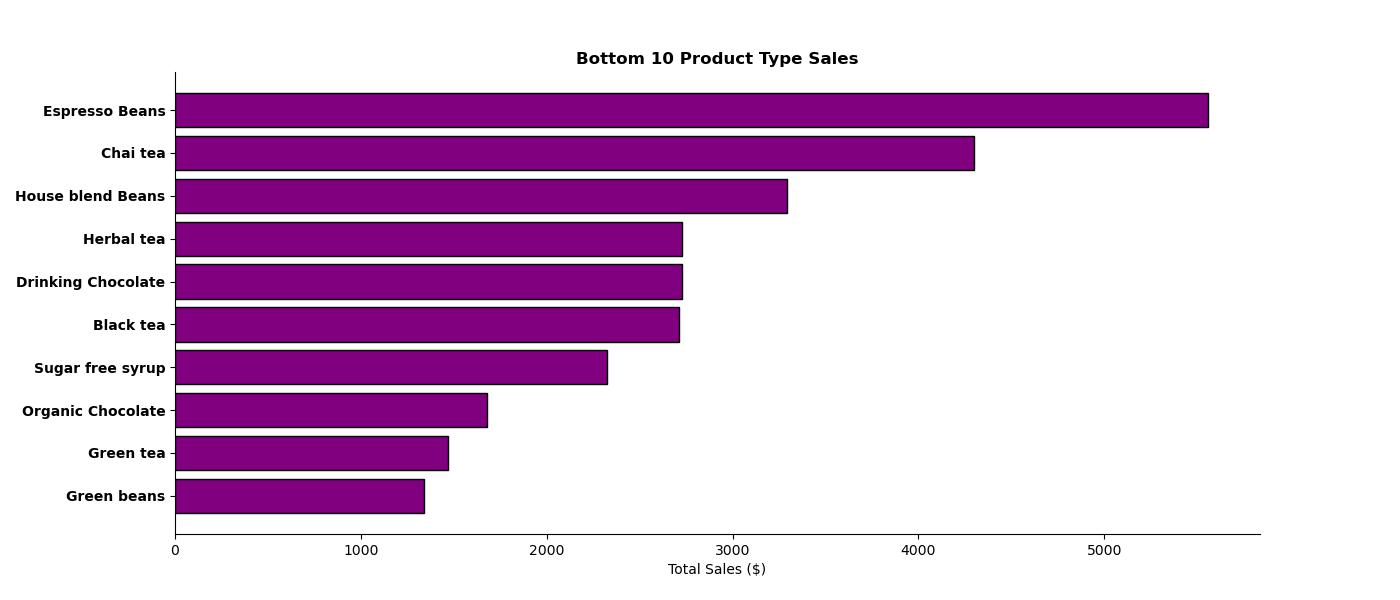 Bottom 10 Product Type Sales
Espresso Beans
Chai tea
House blend Beans
Herbal tea
Drinking Chocolate
Black tea
Sugar free syrup
Organic Chocolate
Green tea
Green beans
0 1000 2000 3000 4000 5000
Total Sales ($)